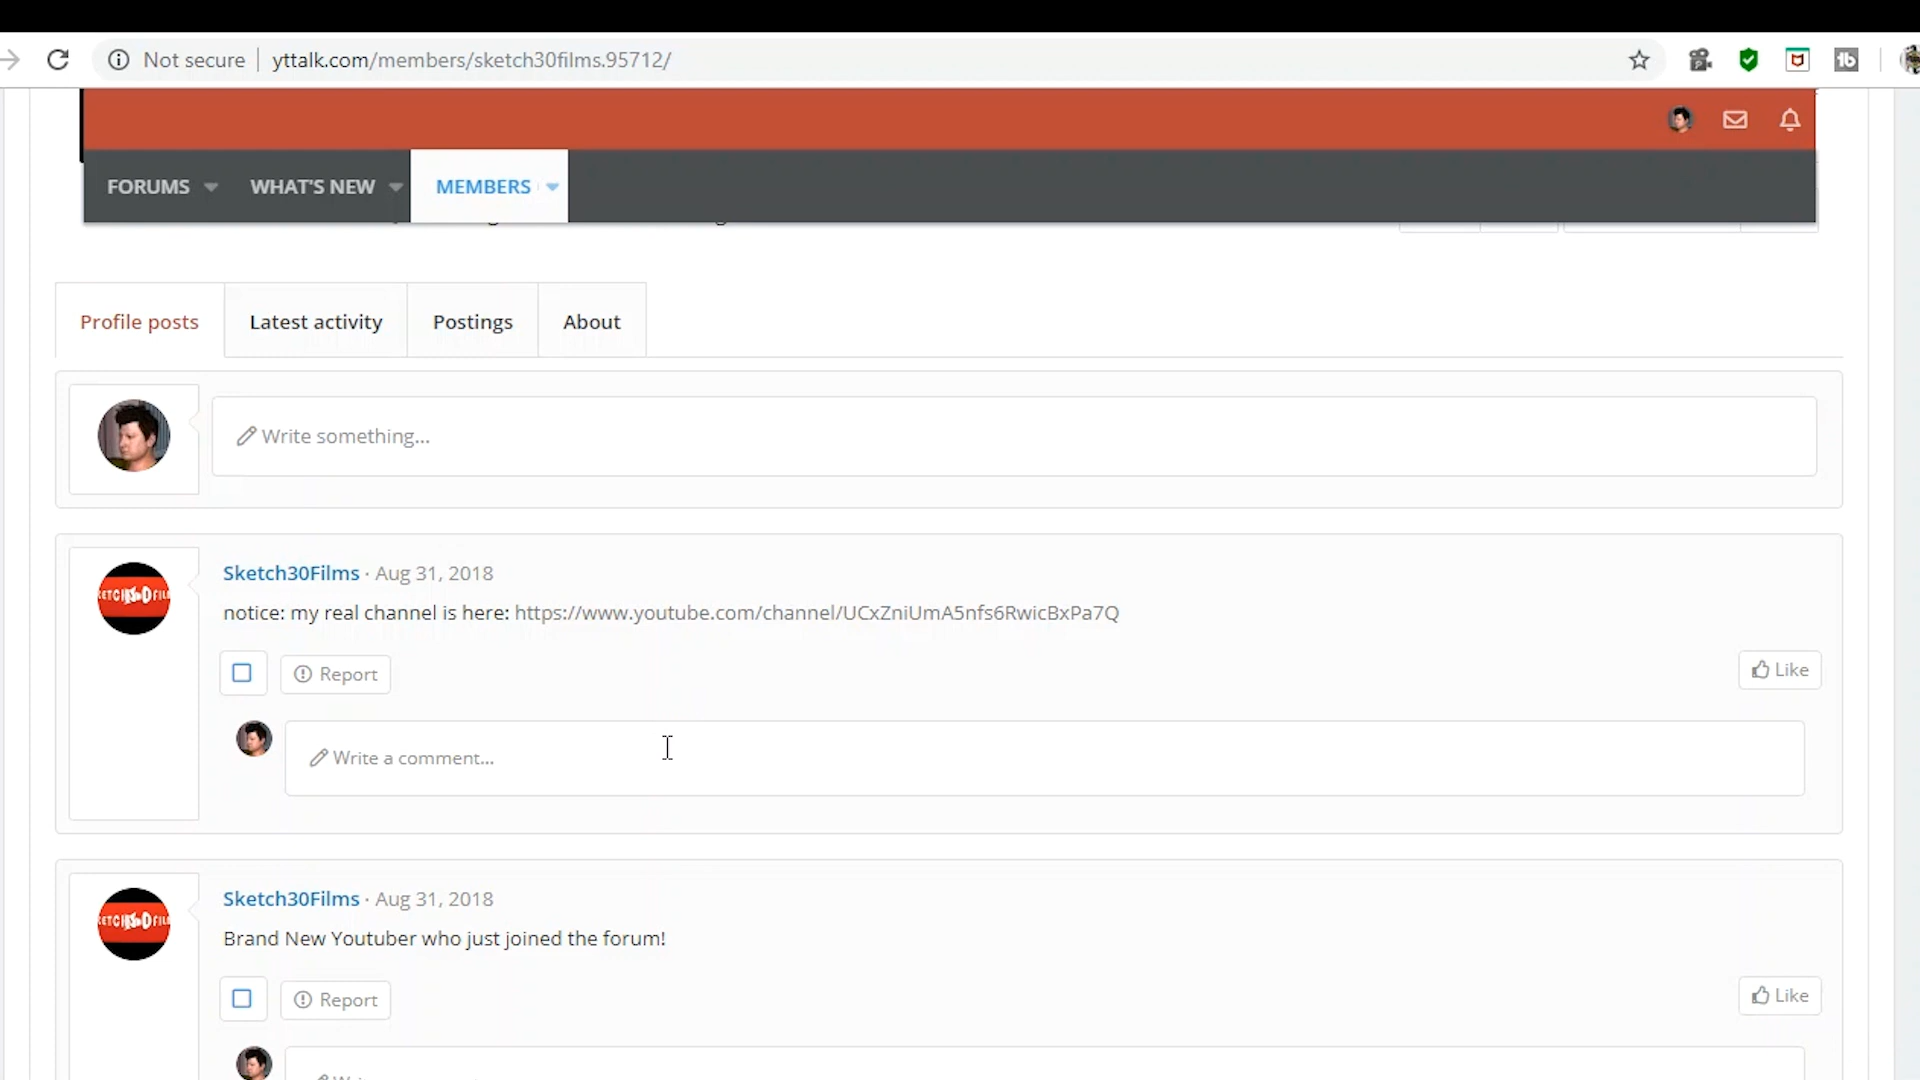 Not secure yttalk.com/members/sketch30films.95712/
FORUMS WHAT'S NEW MEMBERS
Profile posts Latest activity Postings About
Write something...
Sketch30Films · Aug 31, 2018
notice: my real channel is here: https://www.youtube.com/channel/UCxZniUmA5nfs6RwicBxPa7Q
Report Like
Write a comment...
Sketch30Films · Aug 31, 2018
Brand New Youtuber who just joined the forum!
Report Like